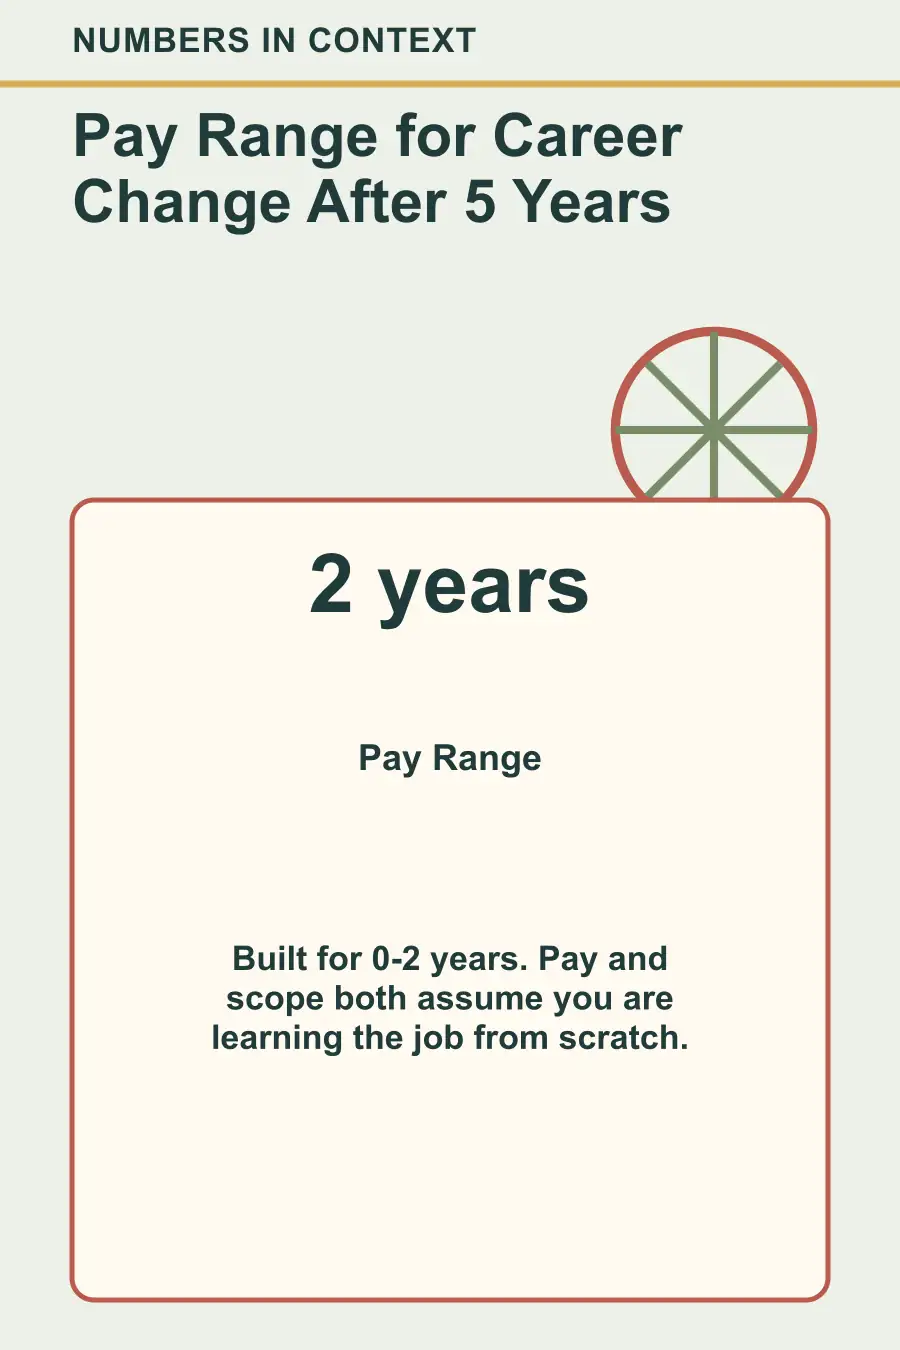 NUMBERS IN CONTEXT
Pay Range for Career
Change After 5 Years
2 years
Pay Range
Built for 0-2 years. Pay and
scope both assume you are
learning the job from scratch.